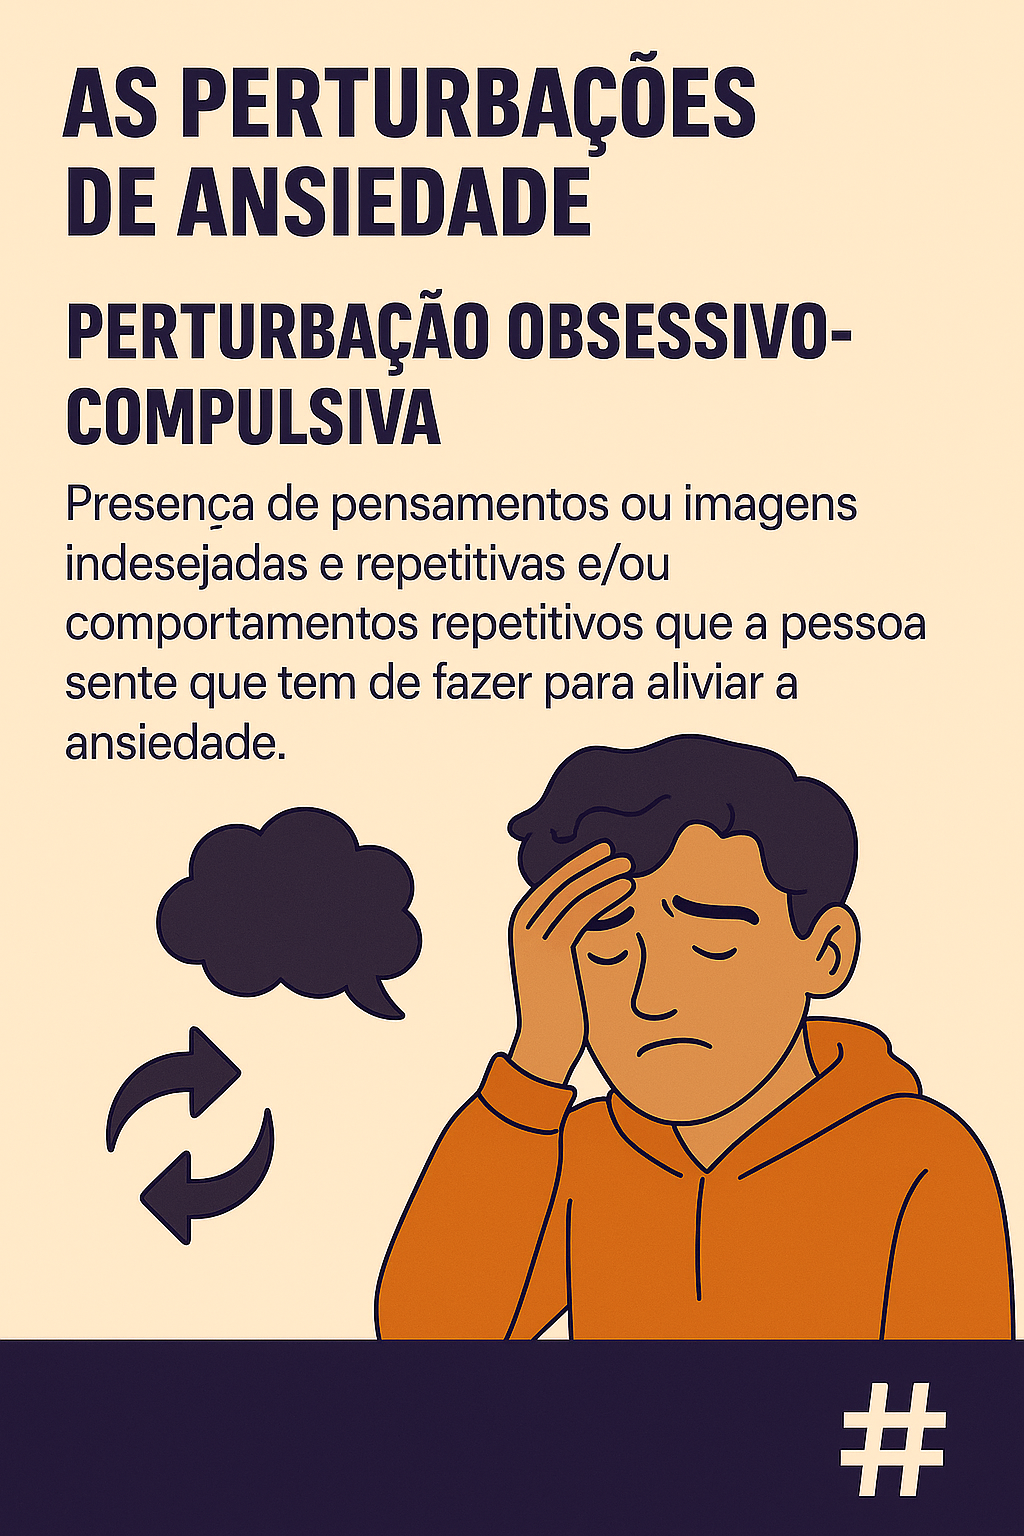 AS PERTURBAÇÕES
DE ANSIEDADE
PERTURBAÇÃO OBSESSIVO-
COMPULSIVA
Presença de pensamentos ou imagens
indesejadas e repetitivas e/ou
comportamentos repetitivos que a pessoa
sente que tem de fazer para aliviar a
ansiedade.
#